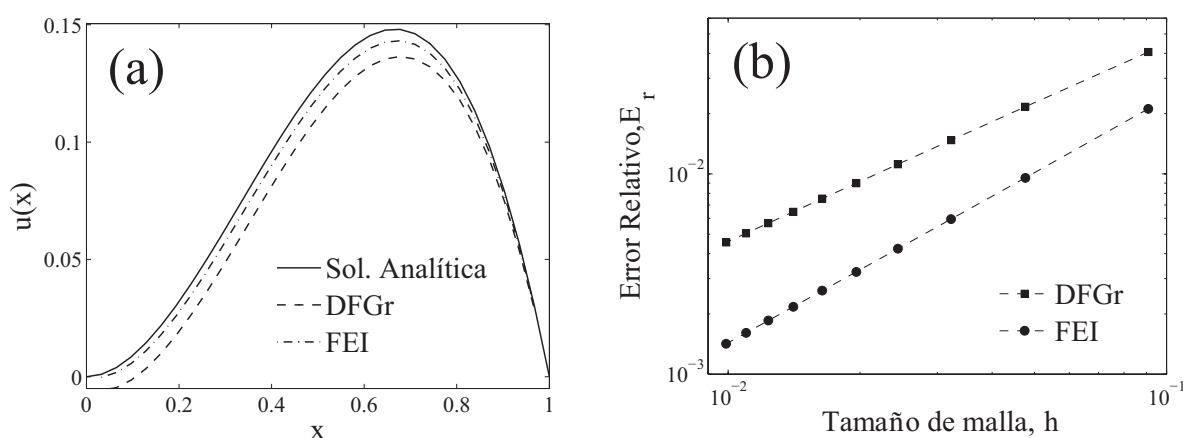 (a)
0.15
0.1
0.05
0
u(x)
0 0.2 0.4 0.6 0.8 1
x
Sol. Analítica
DFGr
FEI
(b)
Error Relativo,E r
10-2
10-3
10-2 10-1
Tamaño de malla, h
DFGr
FEI